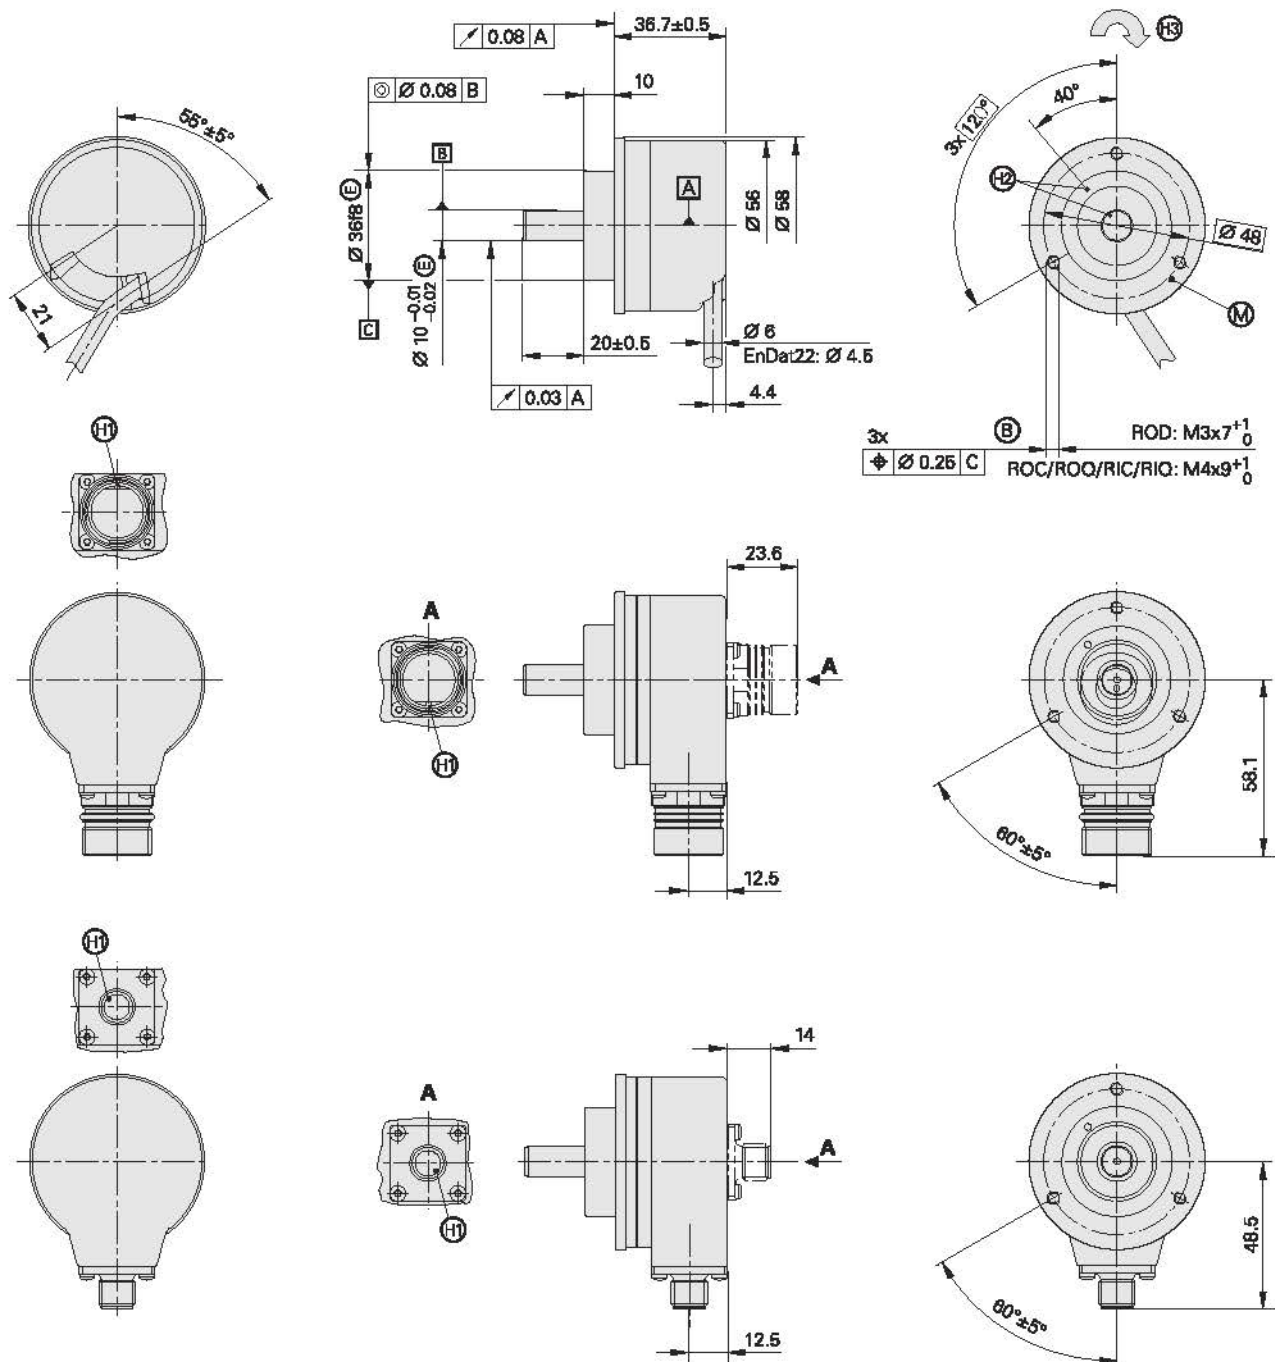 36.7±0.5
H3
0.08 A
10
40°
Ø 0.08 B
55°±5°
3x 120°
B
H2
A
Ø 36f8 E
Ø 56
Ø 58
Ø 48
E
Ø 10 -0.01 -0.02
21
C
M
20±0.5
Ø 6
EnDat22: Ø 4.5
0.03 A
4.4
H1
3x
B
ROD: M3x7 +1 0
Ø 0.25 C
ROC/ROQ/RIC/RIQ: M4x9 +1 0
23.6
A
A
H1
58.1
60°±5°
12.5
H1
14
A
A
H1
48.5
60°±5°
12.5